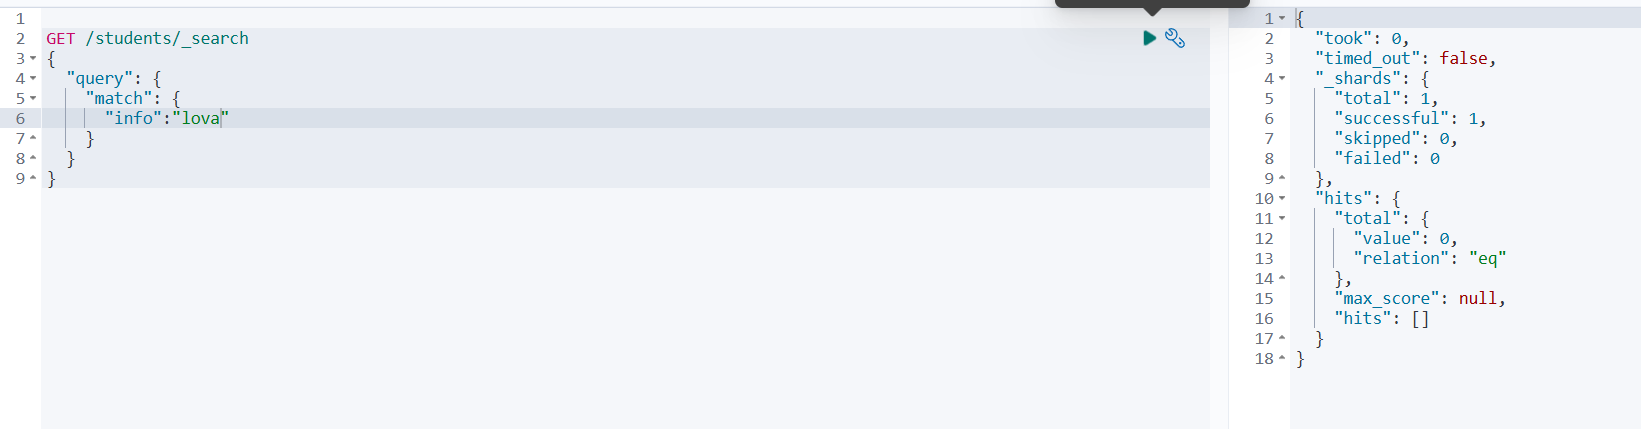 1
2 GET /students/_search
3 {
4 "query": {
5 "match": {
6 "info":"lova"
7 }
8 }
9 }
1 {
2 "took": 0,
3 "timed_out": false,
4 "_shards": {
5 "total": 1,
6 "successful": 1,
7 "skipped": 0,
8 "failed": 0
9 },
10 "hits": {
11 "total": {
12 "value": 0,
13 "relation": "eq"
14 },
15 "max_score": null,
16 "hits": []
17 }
18 }